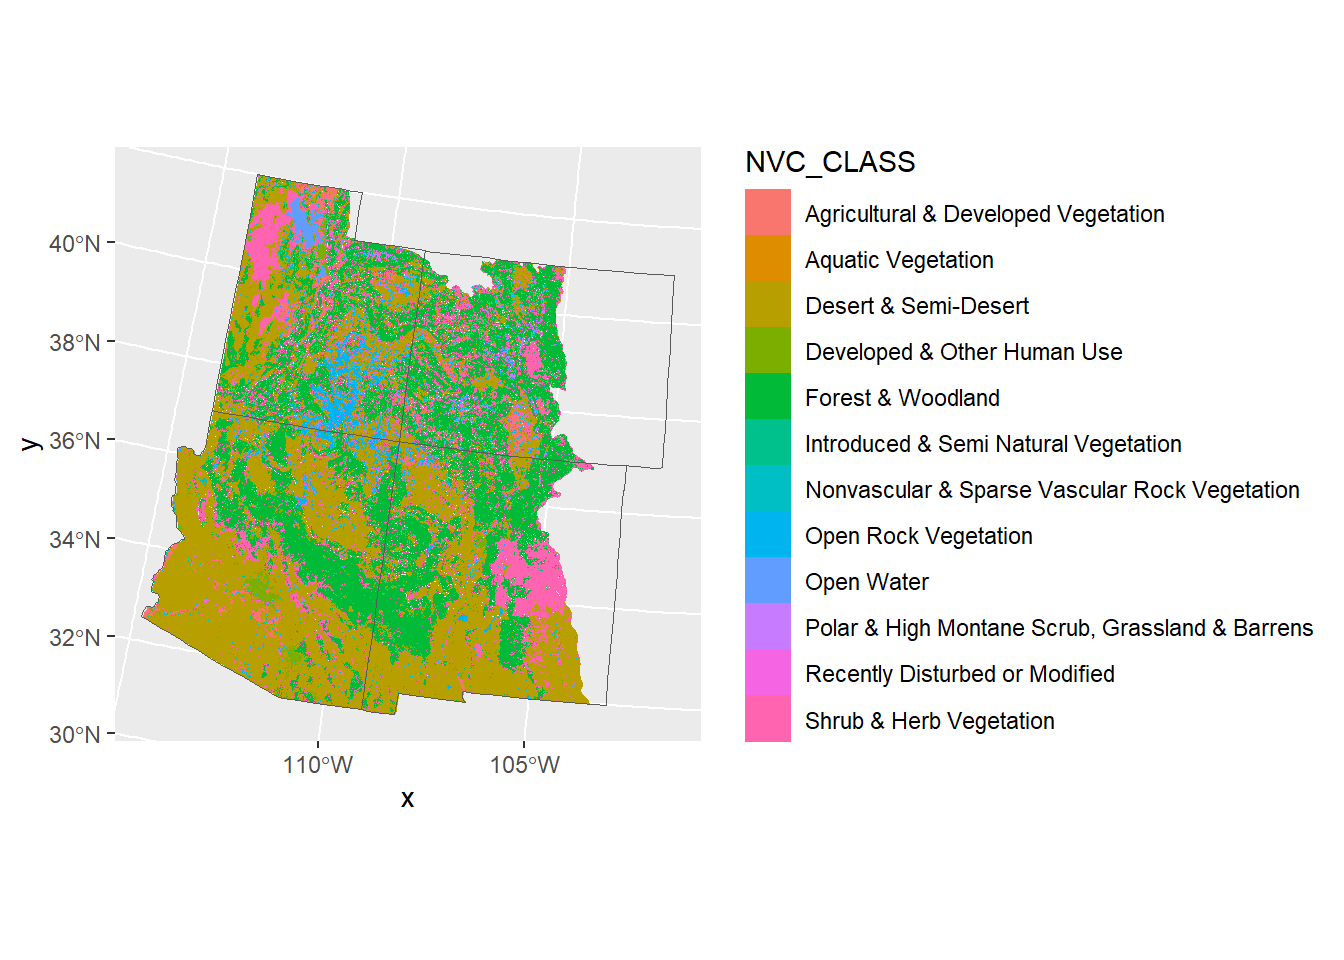 NVC_CLASS
Agricultural & Developed Vegetation
Aquatic Vegetation
Desert & Semi-Desert
Developed & Other Human Use
Forest & Woodland
Introduced & Semi Natural Vegetation
Nonvascular & Sparse Vascular Rock Vegetation
Open Rock Vegetation
Open Water
Polar & High Montane Scrub, Grassland & Barrens
Recently Disturbed or Modified
Shrub & Herb Vegetation
40°N
38°N
36°N
34°N
32°N
30°N
y
110°W
105°W
x